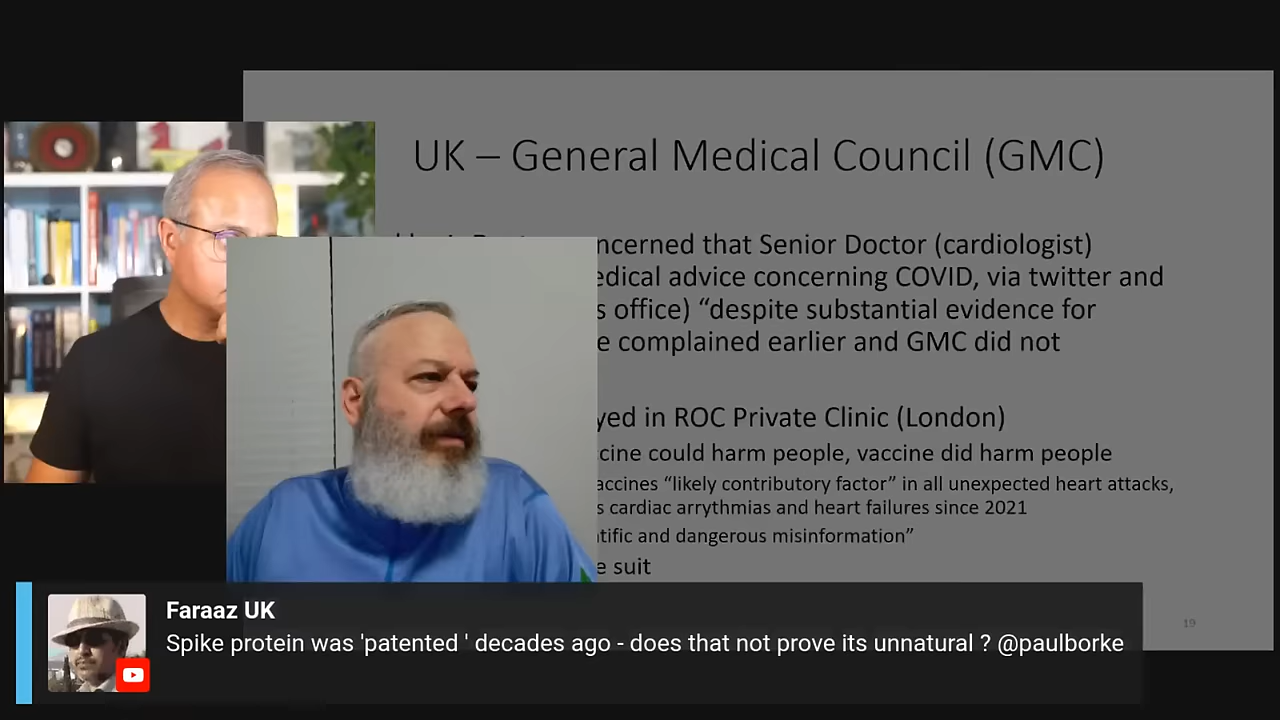 UK – General Medical Council (GMC)
ncerned that Senior Doctor (cardiologist)
edical advice concerning COVID, via twitter and
s office) “despite substantial evidence for
e complained earlier and GMC did not
yed in ROC Private Clinic (London)
cine could harm people, vaccine did harm people
accines “likely contributory factor” in all unexpected heart attacks,
s cardiac arrythmias and heart failures since 2021
tific and dangerous misinformation”
e suit
19
Faraaz UK
Spike protein was 'patented ' decades ago - does that not prove its unnatural ? @paulborke